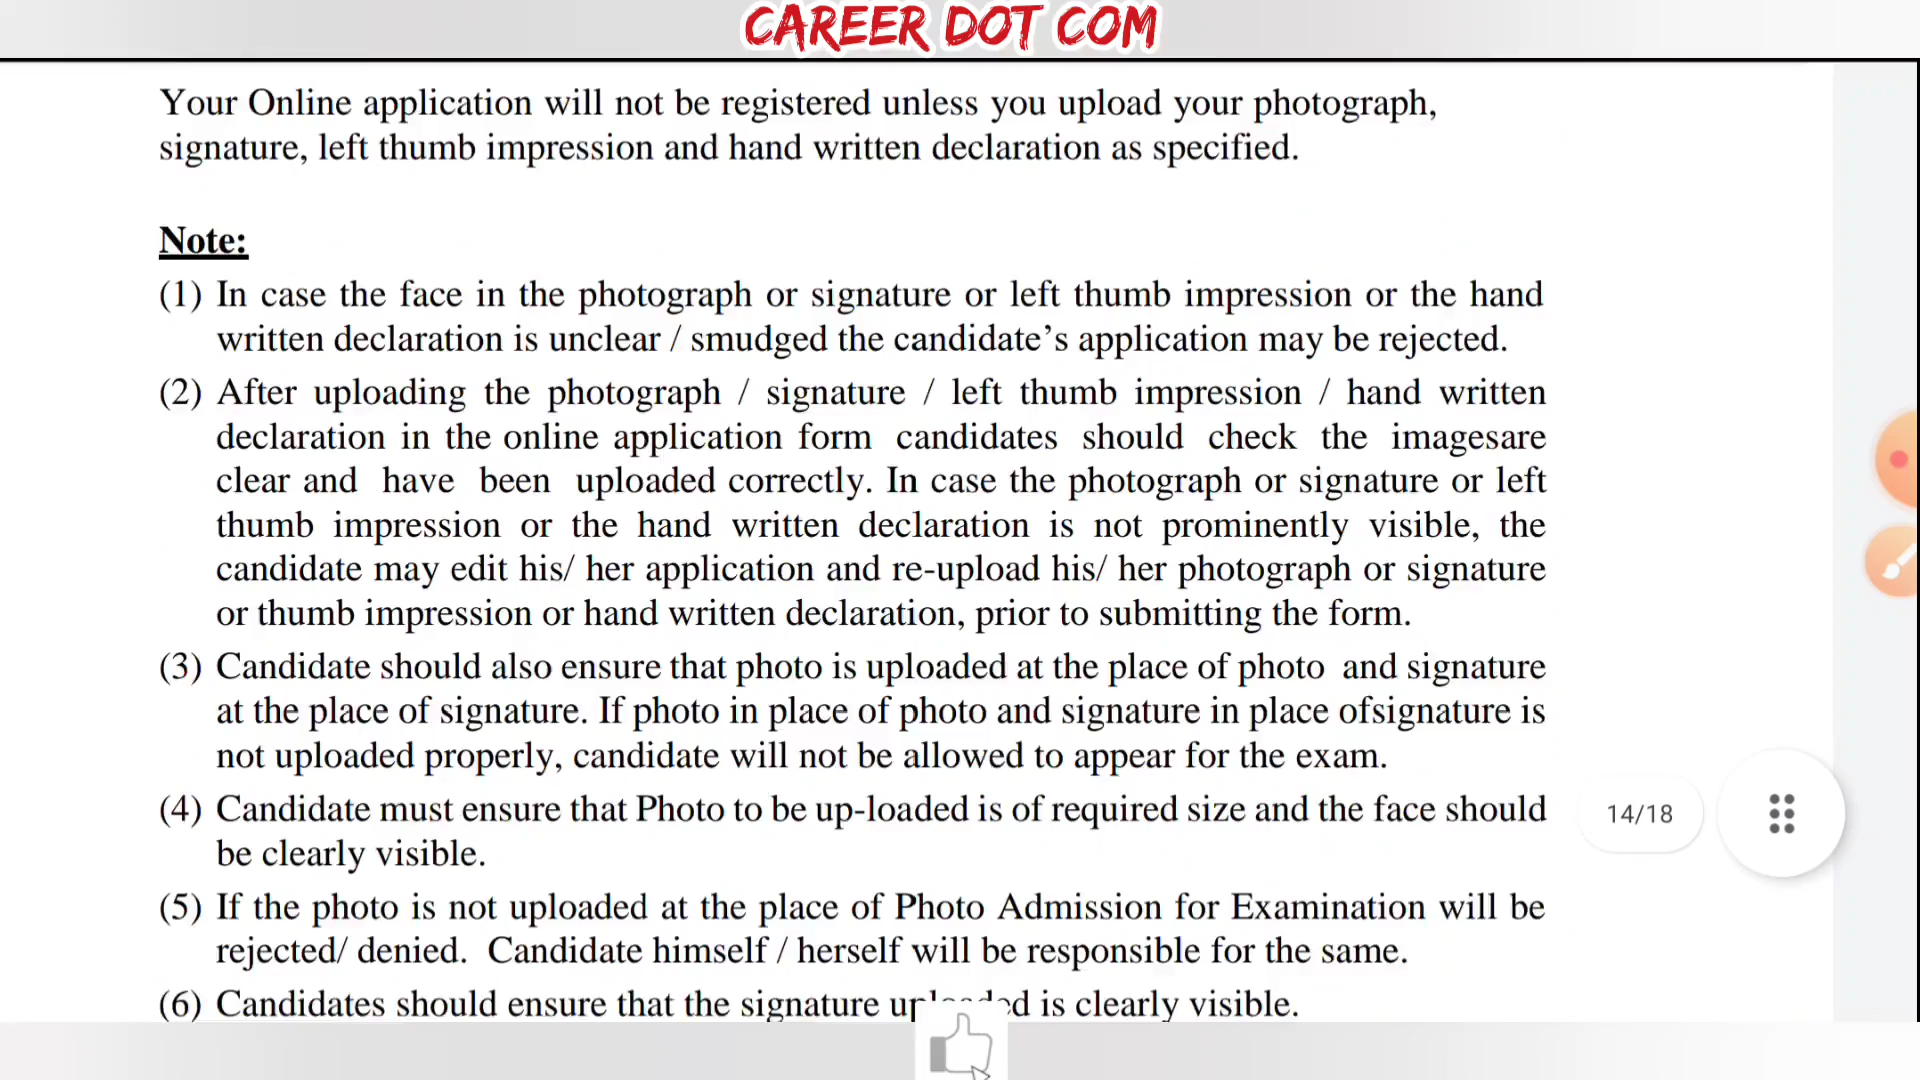 CAREER DOT COM
Your Online application will not be registered unless you upload your photograph,
signature, left thumb impression and hand written declaration as specified.
Note:
(1) In case the face in the photograph or signature or left thumb impression or the hand
written declaration is unclear / smudged the candidate’s application may be rejected.
(2) After uploading the photograph / signature / left thumb impression / hand written
declaration in the online application form candidates should check the imagesare
clear and have been uploaded correctly. In case the photograph or signature or left
thumb impression or the hand written declaration is not prominently visible, the
candidate may edit his/ her application and re-upload his/ her photograph or signature
or thumb impression or hand written declaration, prior to submitting the form.
(3) Candidate should also ensure that photo is uploaded at the place of photo and signature
at the place of signature. If photo in place of photo and signature in place ofsignature is
not uploaded properly, candidate will not be allowed to appear for the exam.
(4) Candidate must ensure that Photo to be up-loaded is of required size and the face should
be clearly visible.
14/18
(5) If the photo is not uploaded at the place of Photo Admission for Examination will be
rejected/ denied. Candidate himself / herself will be responsible for the same.
(6) Candidates should ensure that the signature is clearly visible.